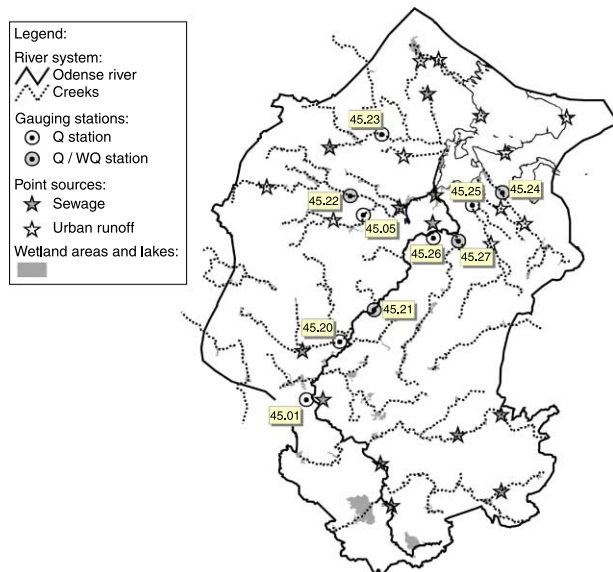 Legend:
River system:
Odense river
Creeks
Gauging stations:
Q station
Q / WQ station
Point sources:
Sewage
Urban runoff
Wetland areas and lakes:
45.23
45.22
45.05
45.25
45.24
45.26
45.27
45.21
45.20
45.01